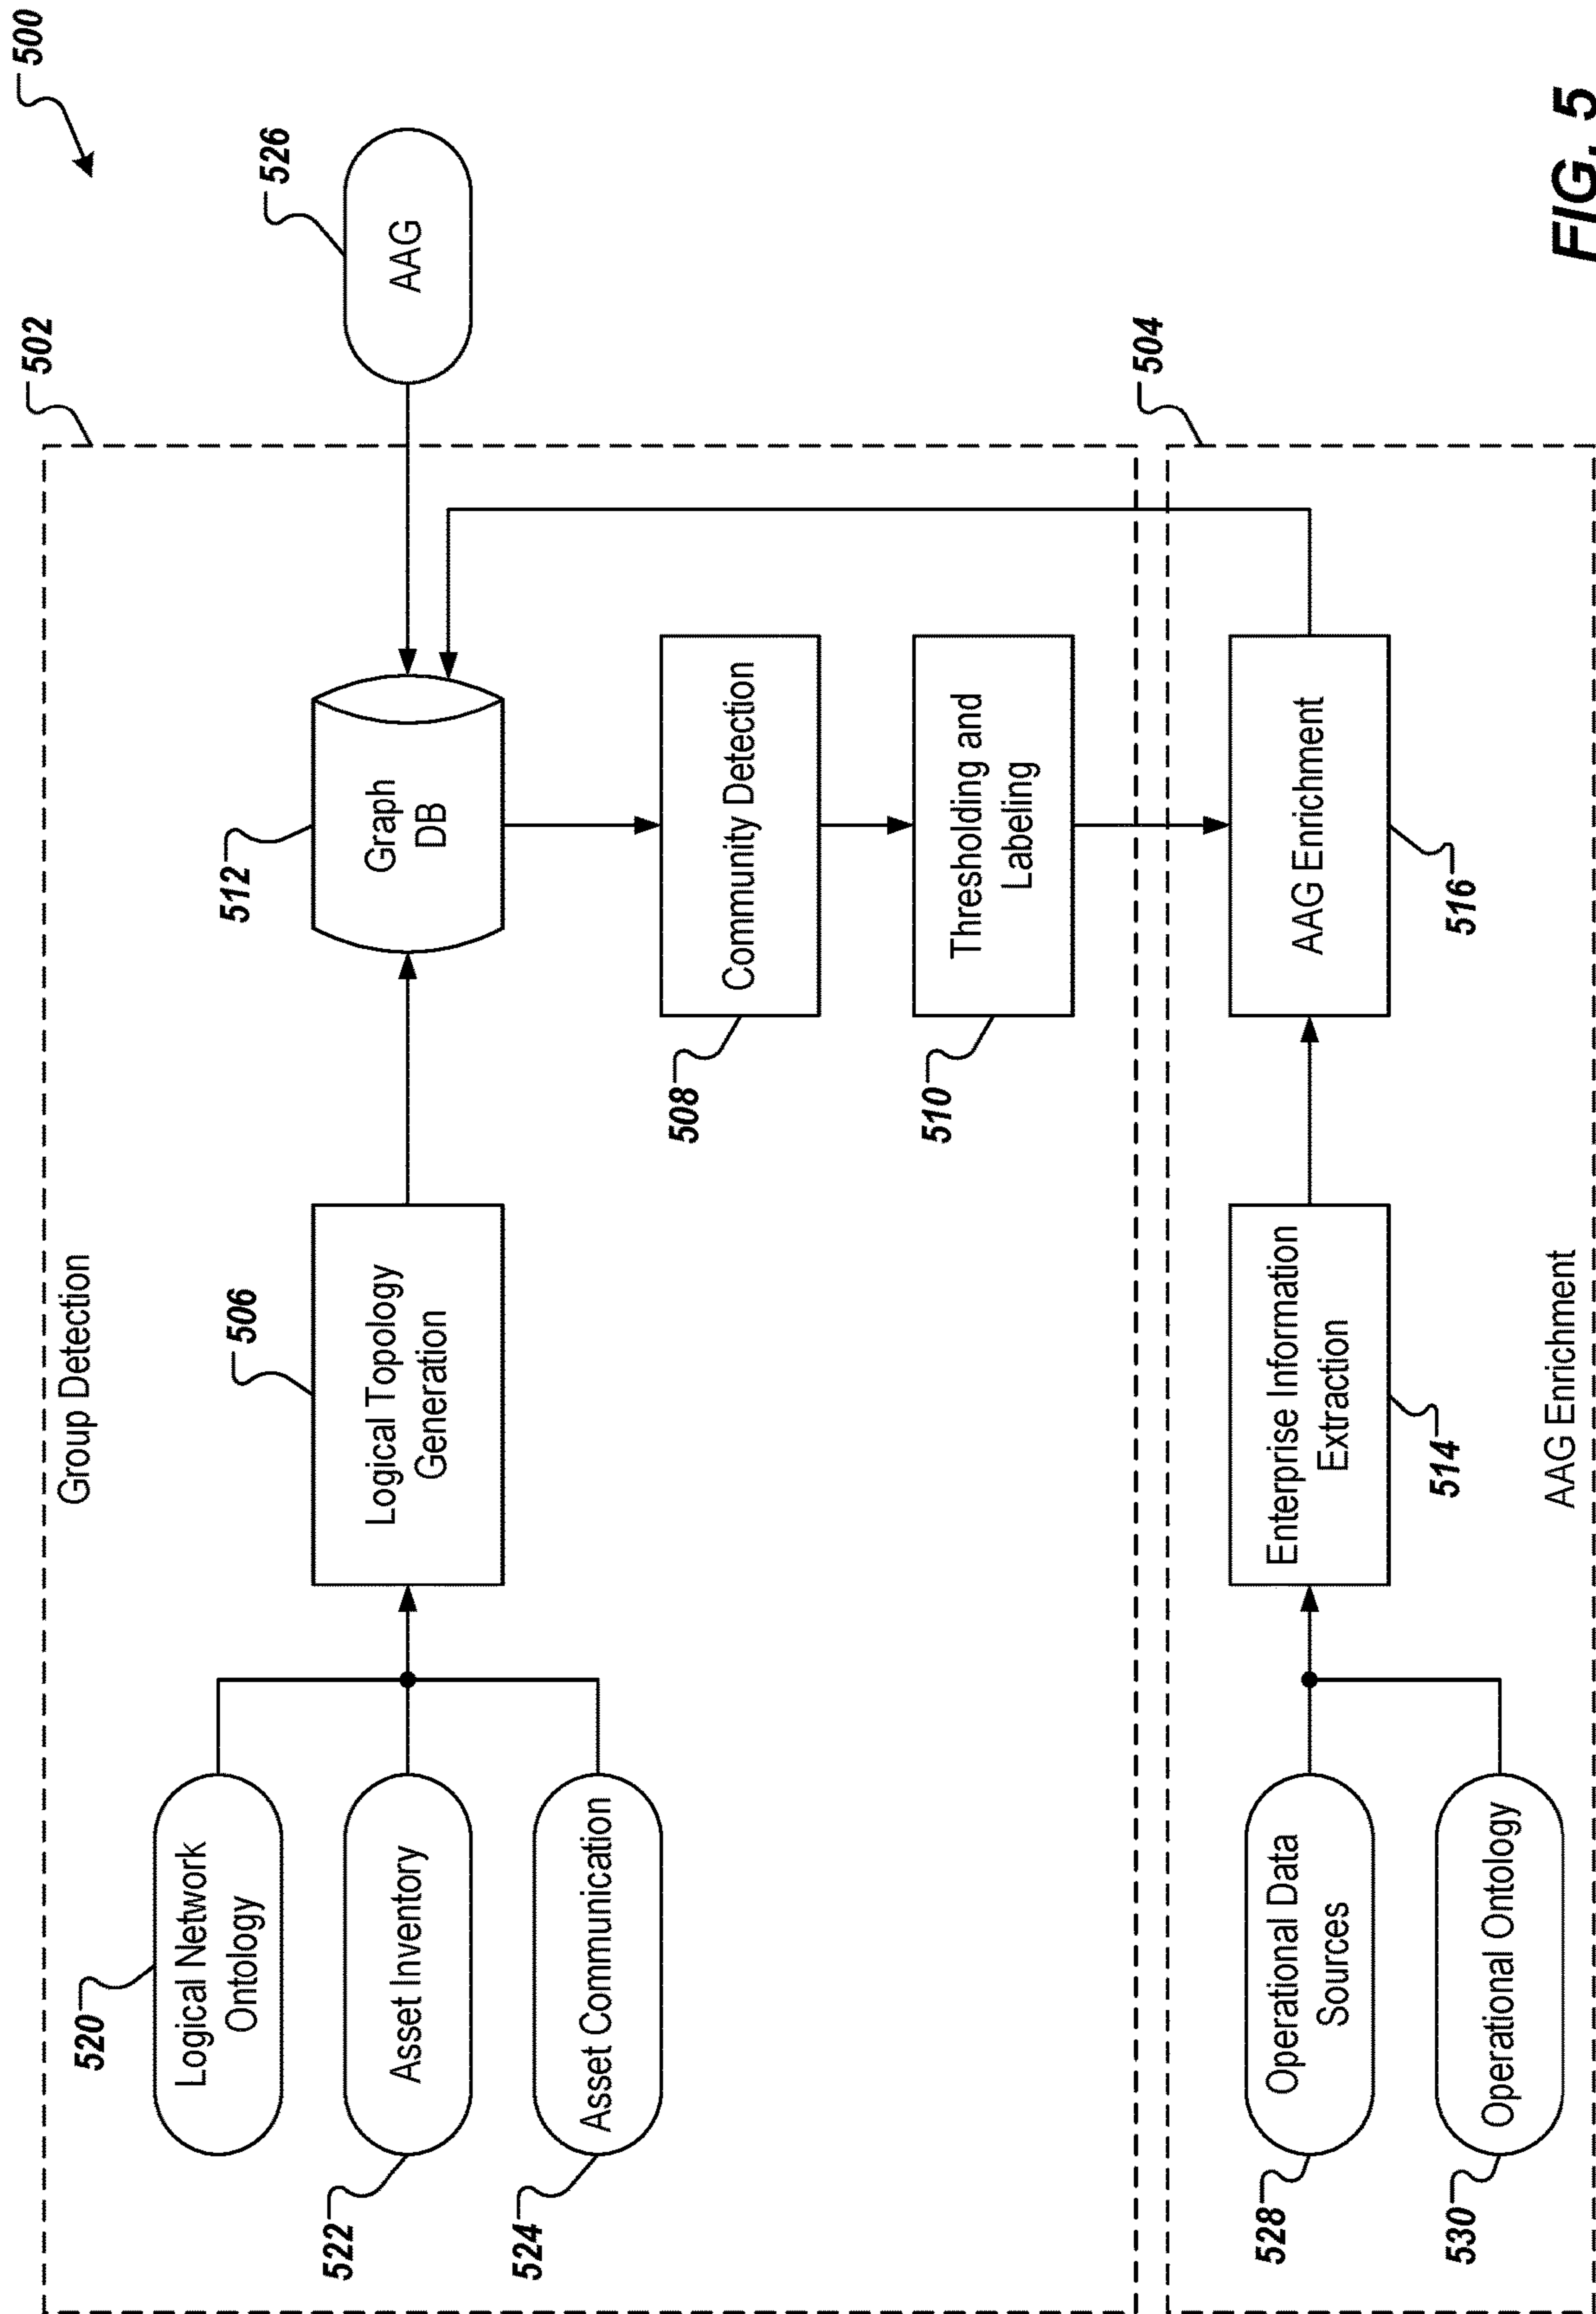 500
502
Group Detection
520
Logical Network
Ontology
522
Asset Inventory
524
Asset Communication
506
Logical Topology
Generation
512
Graph
DB
526
AAG
508
Community Detection
510
Thresholding and
Labeling
504
528
Operational Data
Sources
530
Operational Ontology
Enterprise Information
Extraction
514
AAG Enrichment
516
AAG Enrichment
FIG. 5